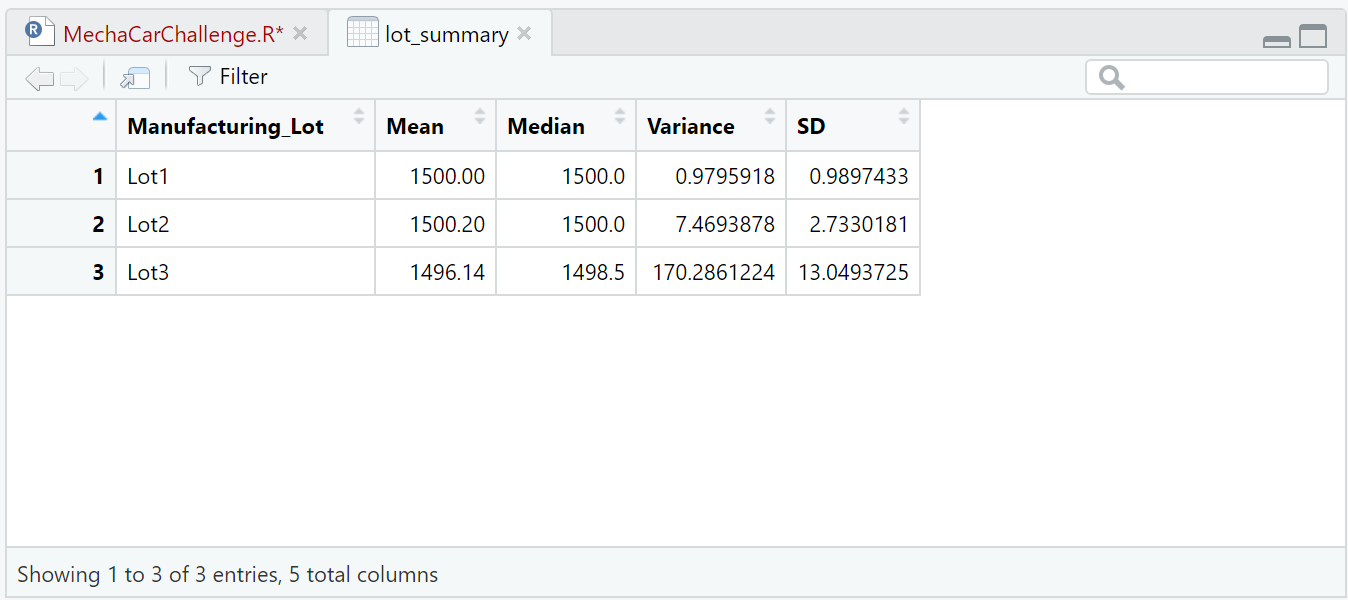 MechaCarChallenge.R* lot_summary
Filter
Manufacturing_Lot Mean Median Variance SD
1 Lot1 1500.00 1500.0 0.9795918 0.9897433
2 Lot2 1500.20 1500.0 7.4693878 2.7330181
3 Lot3 1496.14 1498.5 170.2861224 13.0493725
Showing 1 to 3 of 3 entries, 5 total columns